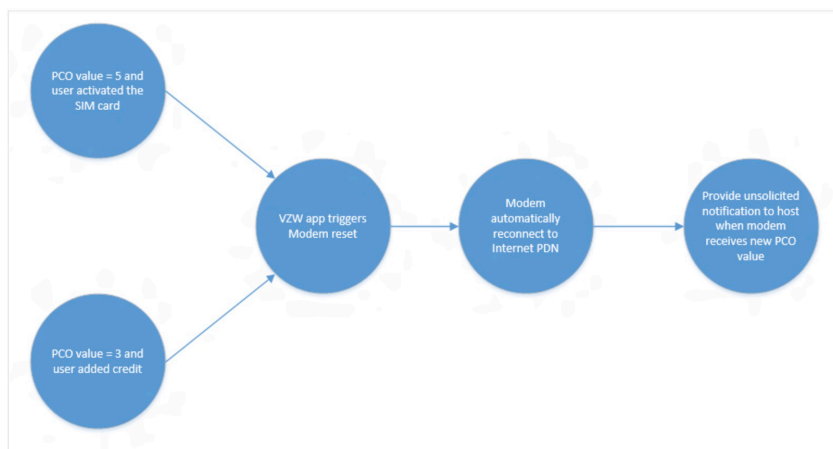 PCO value = 5 and
user activated the
SIM card
VZW app triggers
Modem reset
Modem
automatically
reconnect to
Internet PDN
Provide unsolicited
notification to host
when modem
receives new PCO
value
PCO value = 3 and
user added credit